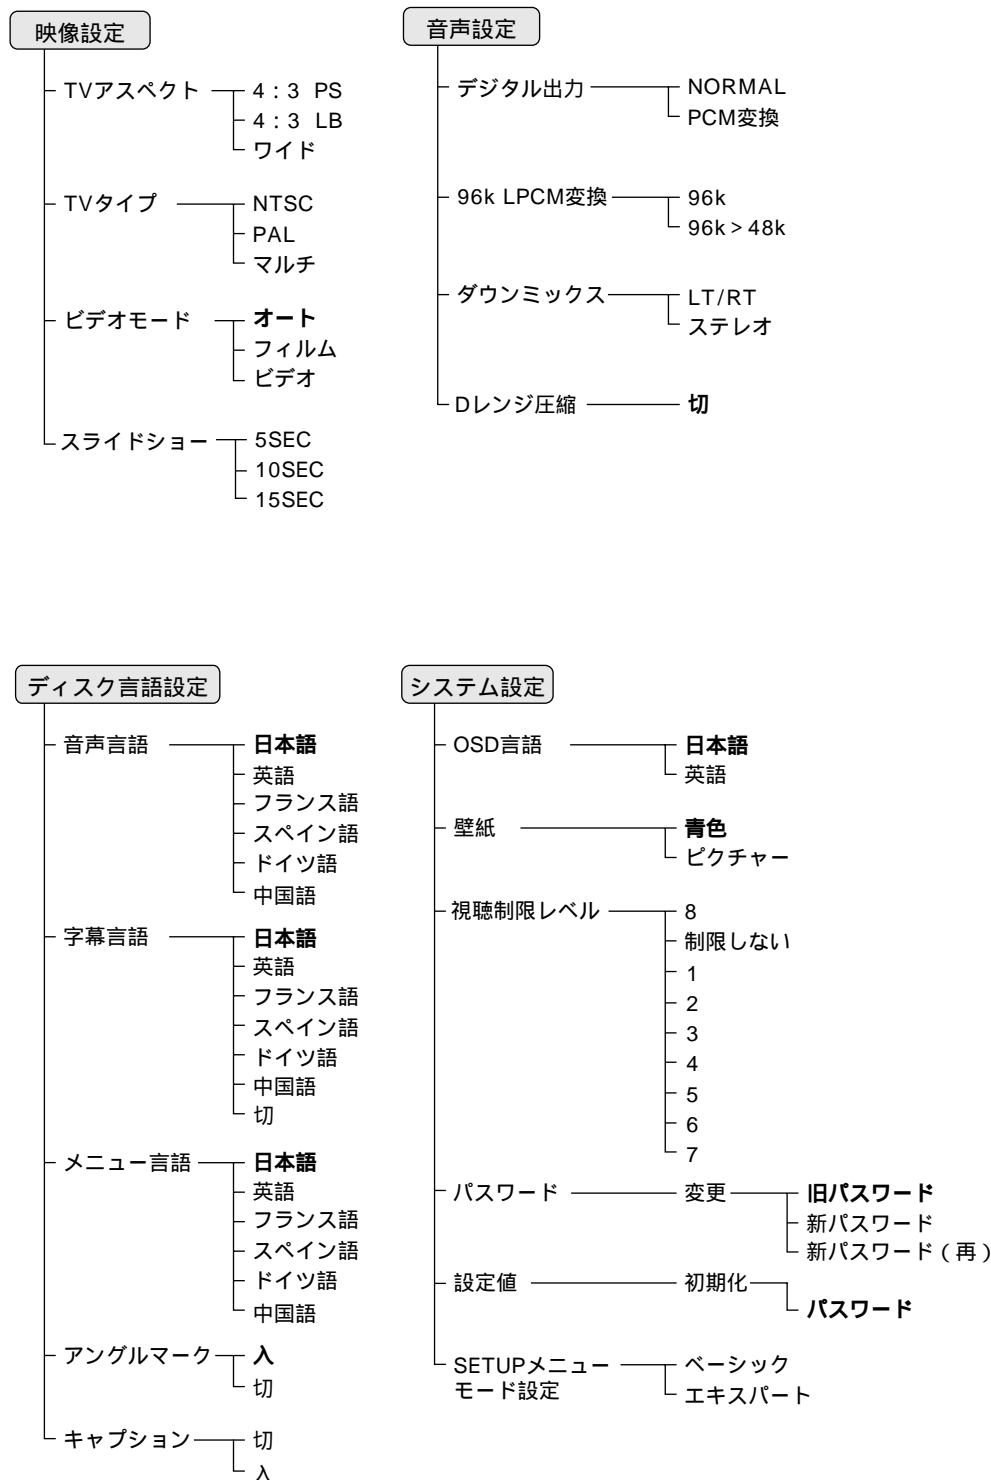 映像設定
TVアスペクト
4:3 PS
4:3 LB
ワイド
TVタイプ
NTSC
PAL
マルチ
ビデオモード
オート
フィルム
ビデオ
スライドショー
5SEC
10SEC
15SEC
音声設定
デジタル出力
NORMAL
PCM変換
96k LPCM変換
96k
96k>48k
ダウンミックス
LT/RT
ステレオ
Dレンジ圧縮
切
ディスク言語設定
音声言語
日本語
英語
フランス語
スペイン語
ドイツ語
中国語
字幕言語
日本語
英語
フランス語
スペイン語
ドイツ語
中国語
切
メニュー言語
日本語
英語
フランス語
スペイン語
ドイツ語
中国語
アングルマーク
入
切
キャプション
切
入
システム設定
OSD言語
日本語
英語
壁紙
青色
ピクチャー
視聴制限レベル
8
制限しない
1
2
3
4
5
6
7
パスワード
変更
旧パスワード
新パスワード
新パスワード(再)
設定値
初期化
パスワード
SETUPメニュー
モード設定
ベーシック
エキスパート